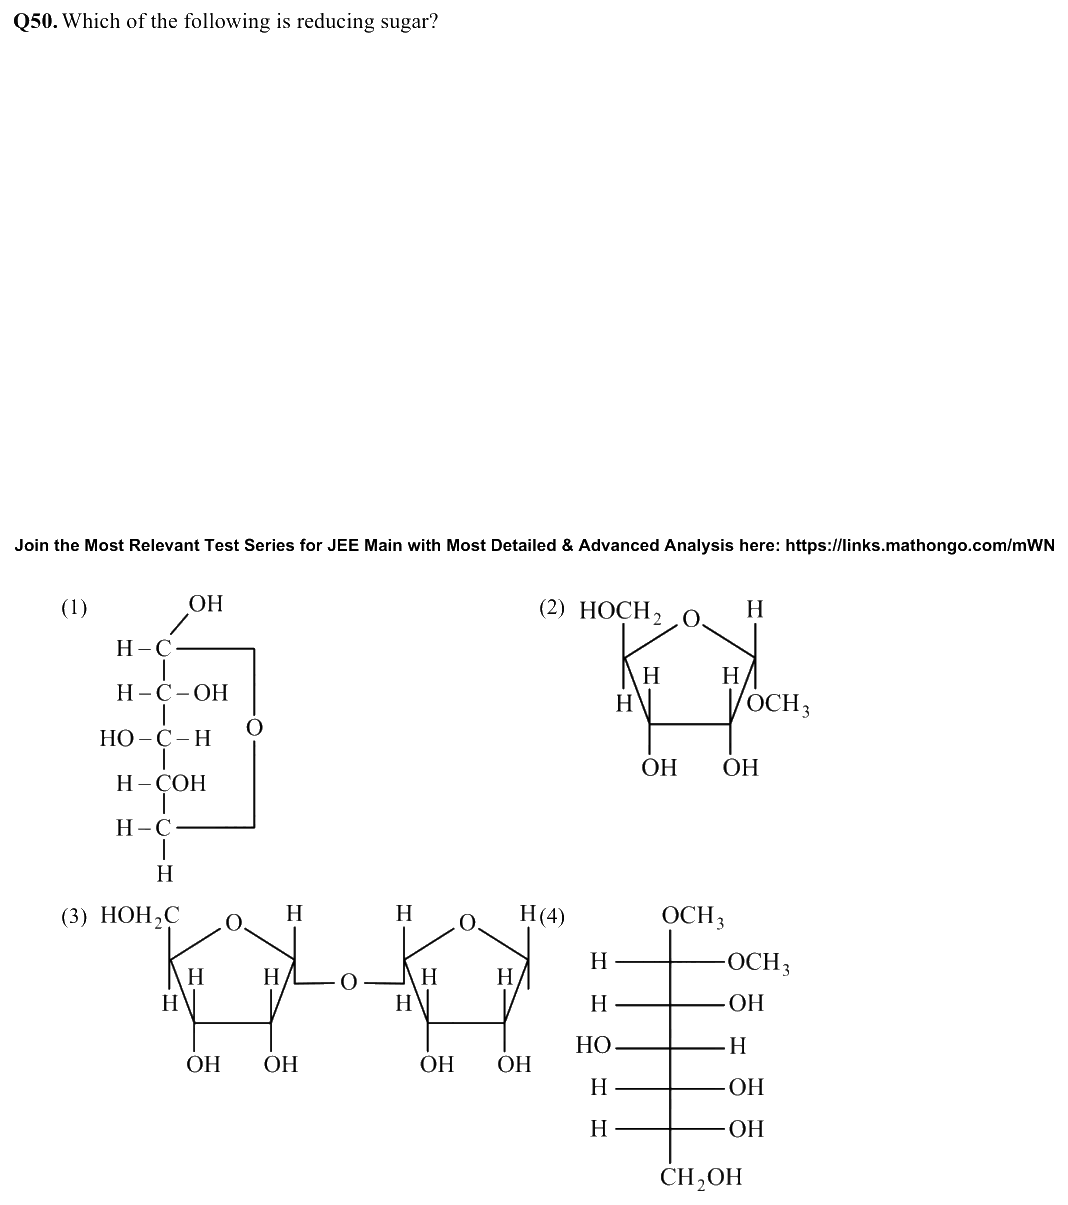 Q50. Which of the following is reducing sugar?
Join the Most Relevant Test Series for JEE Main with Most Detailed & Advanced Analysis here: https://links.mathongo.com/mWN
(1)
OH
H–C
H–C–OH
HO–C–H
O
H–COH
H–C
H
(2) HOCH₂ O H
H H
H OCH₃
OH OH
(3) HOH₂C O H H O H
H H H H
H H
O
OH OH OH OH
(4)
OCH₃
H OCH₃
H OH
HO H
H OH
H OH
CH₂OH